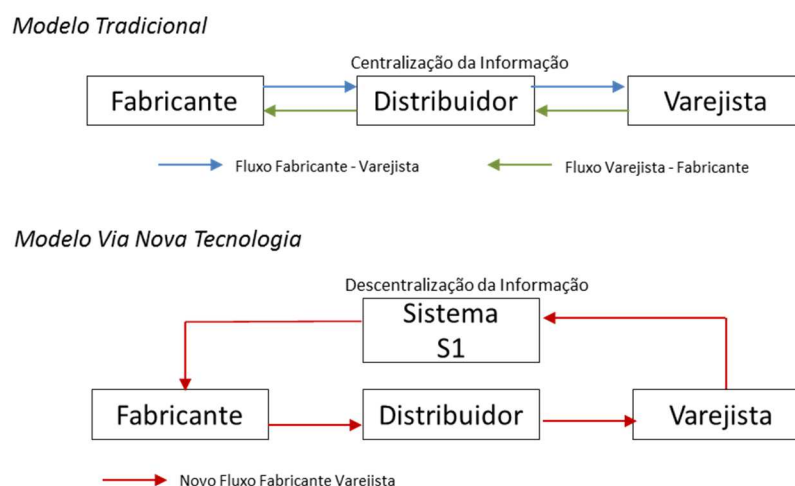 Modelo Tradicional
Centralização da Informação
Fabricante
Distribuidor
Varejista
Fluxo Fabricante - Varejista
Fluxo Varejista - Fabricante
Modelo Via Nova Tecnologia
Descentralização da Informação
Sistema
S1
Fabricante
Distribuidor
Varejista
Novo Fluxo Fabricante Varejista